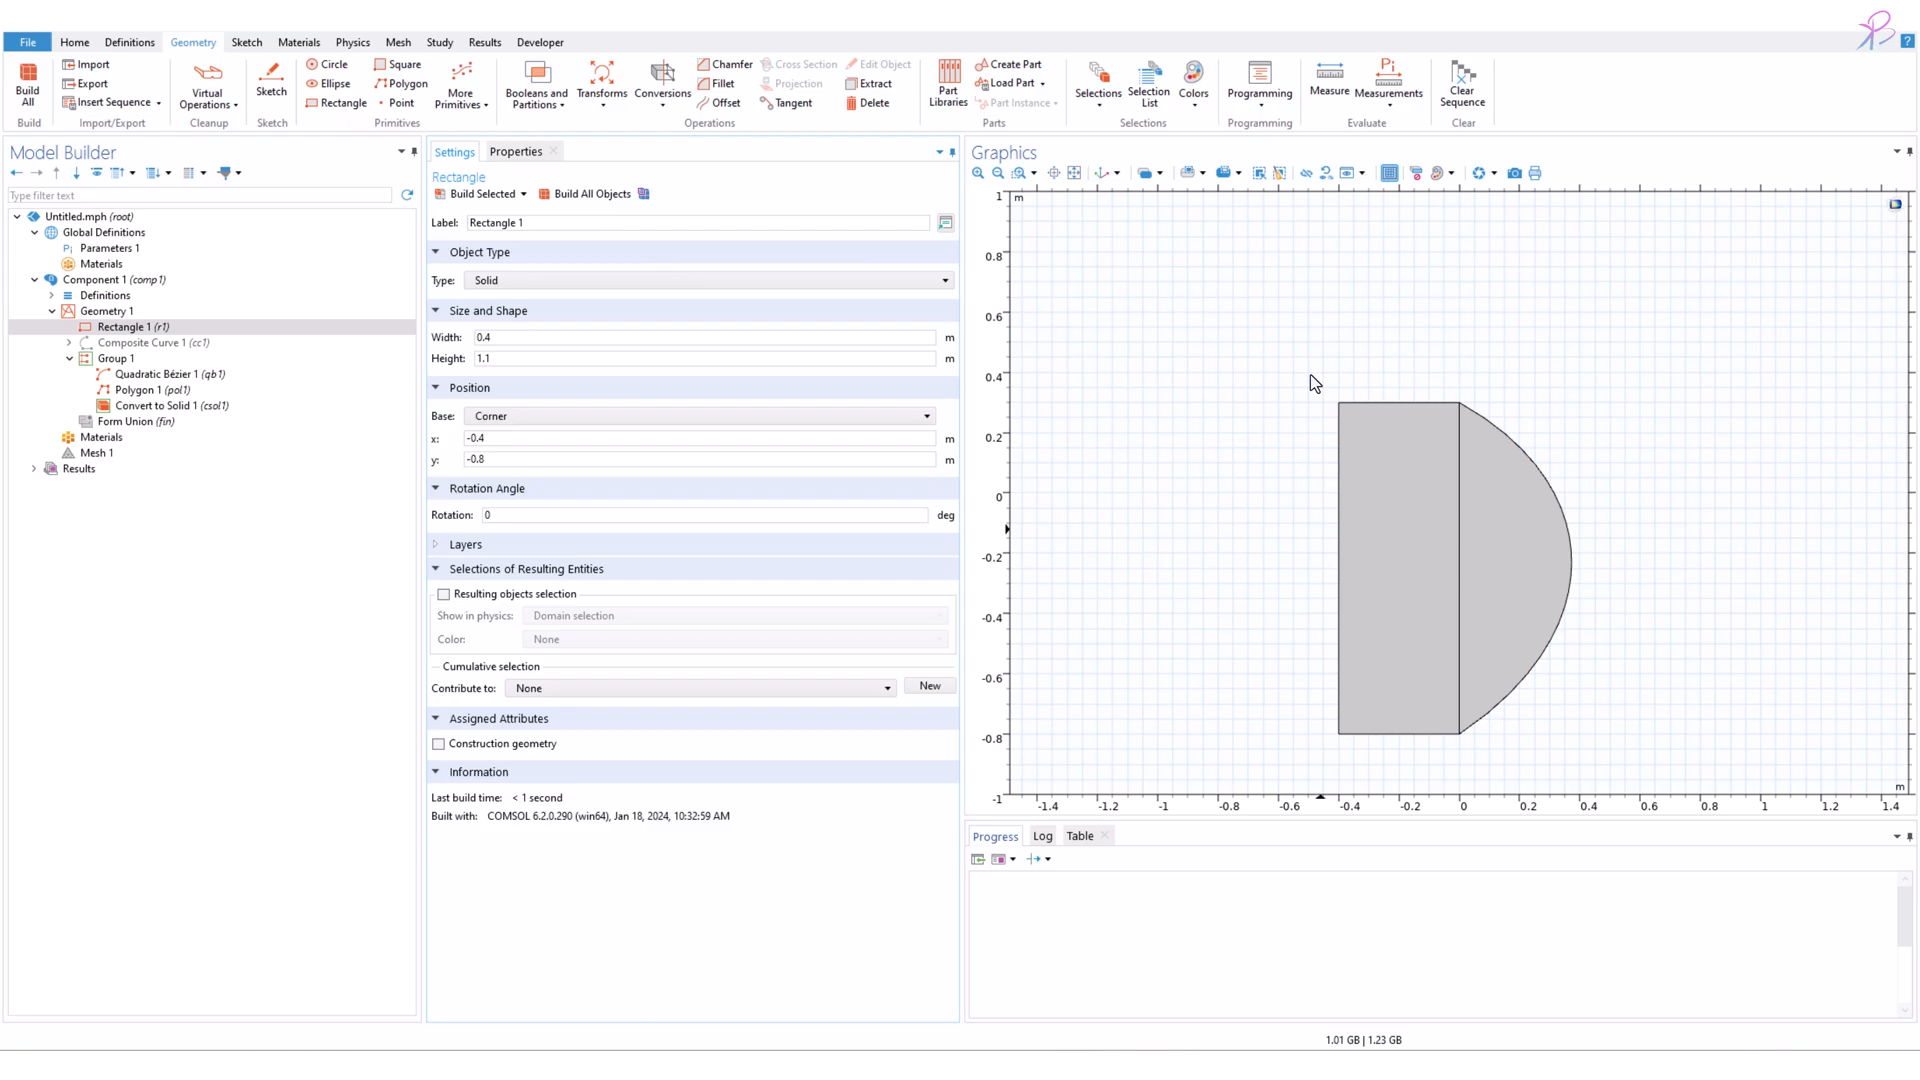 File Home Definitions Geometry Sketch Materials Physics Mesh Study Results Developer
Build All
Build
Import
Export
Insert Sequence
Import/Export
Virtual Operations
Cleanup
Sketch
Sketch
Circle Square
Ellipse Polygon
Rectangle Point
More Primitives
Primitives
Booleans and Partitions
Transforms
Conversions
Chamfer Cross Section Edit Object
Fillet Projection Extract
Offset Tangent Delete
Operations
Part Libraries
Create Part
Load Part
Part Instance
Parts
Selections
Selection List
Colors
Selections
Programming
Programming
Measure
Measurements
Evaluate
Clear Sequence
Clear
Model Builder
Type filter text
Untitled.mph (root)
Global Definitions
Pi Parameters 1
Materials
Component 1 (comp1)
Definitions
Geometry 1
Rectangle 1 (r1)
Composite Curve 1 (cc1)
Group 1
Quadratic Bézier 1 (qb1)
Polygon 1 (pol1)
Convert to Solid 1 (csol1)
Form Union (fin)
Materials
Mesh 1
Results
Settings Properties
Rectangle
Build Selected Build All Objects
Label: Rectangle 1
Object Type
Type: Solid
Size and Shape
Width: 0.4 m
Height: 1.1 m
Position
Base: Corner
x: -0.4 m
y: -0.8 m
Rotation Angle
Rotation: 0 deg
Layers
Selections of Resulting Entities
Resulting objects selection
Show in physics: Domain selection
Color: None
Cumulative selection
Contribute to: None New
Assigned Attributes
Construction geometry
Information
Last build time: < 1 second
Built with: COMSOL 6.2.0.290 (win64), Jan 18, 2024, 10:32:59 AM
Graphics
1 m
0.8
0.6
0.4
0.2
0
-0.2
-0.4
-0.6
-0.8
-1 m
-1.4 -1.2 -1 -0.8 -0.6 -0.4 -0.2 0 0.2 0.4 0.6 0.8 1 1.2 1.4
Progress Log Table
1.01 GB | 1.23 GB